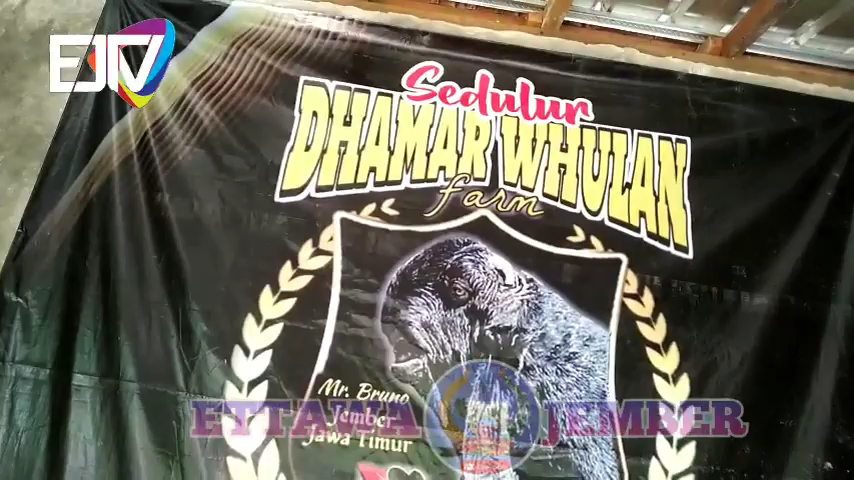 EJTV
Sedulur
DHAMAR WHULAN
farm
Mr. Bruno
Jember
Jawa Timur
ETTAWA JEMBER